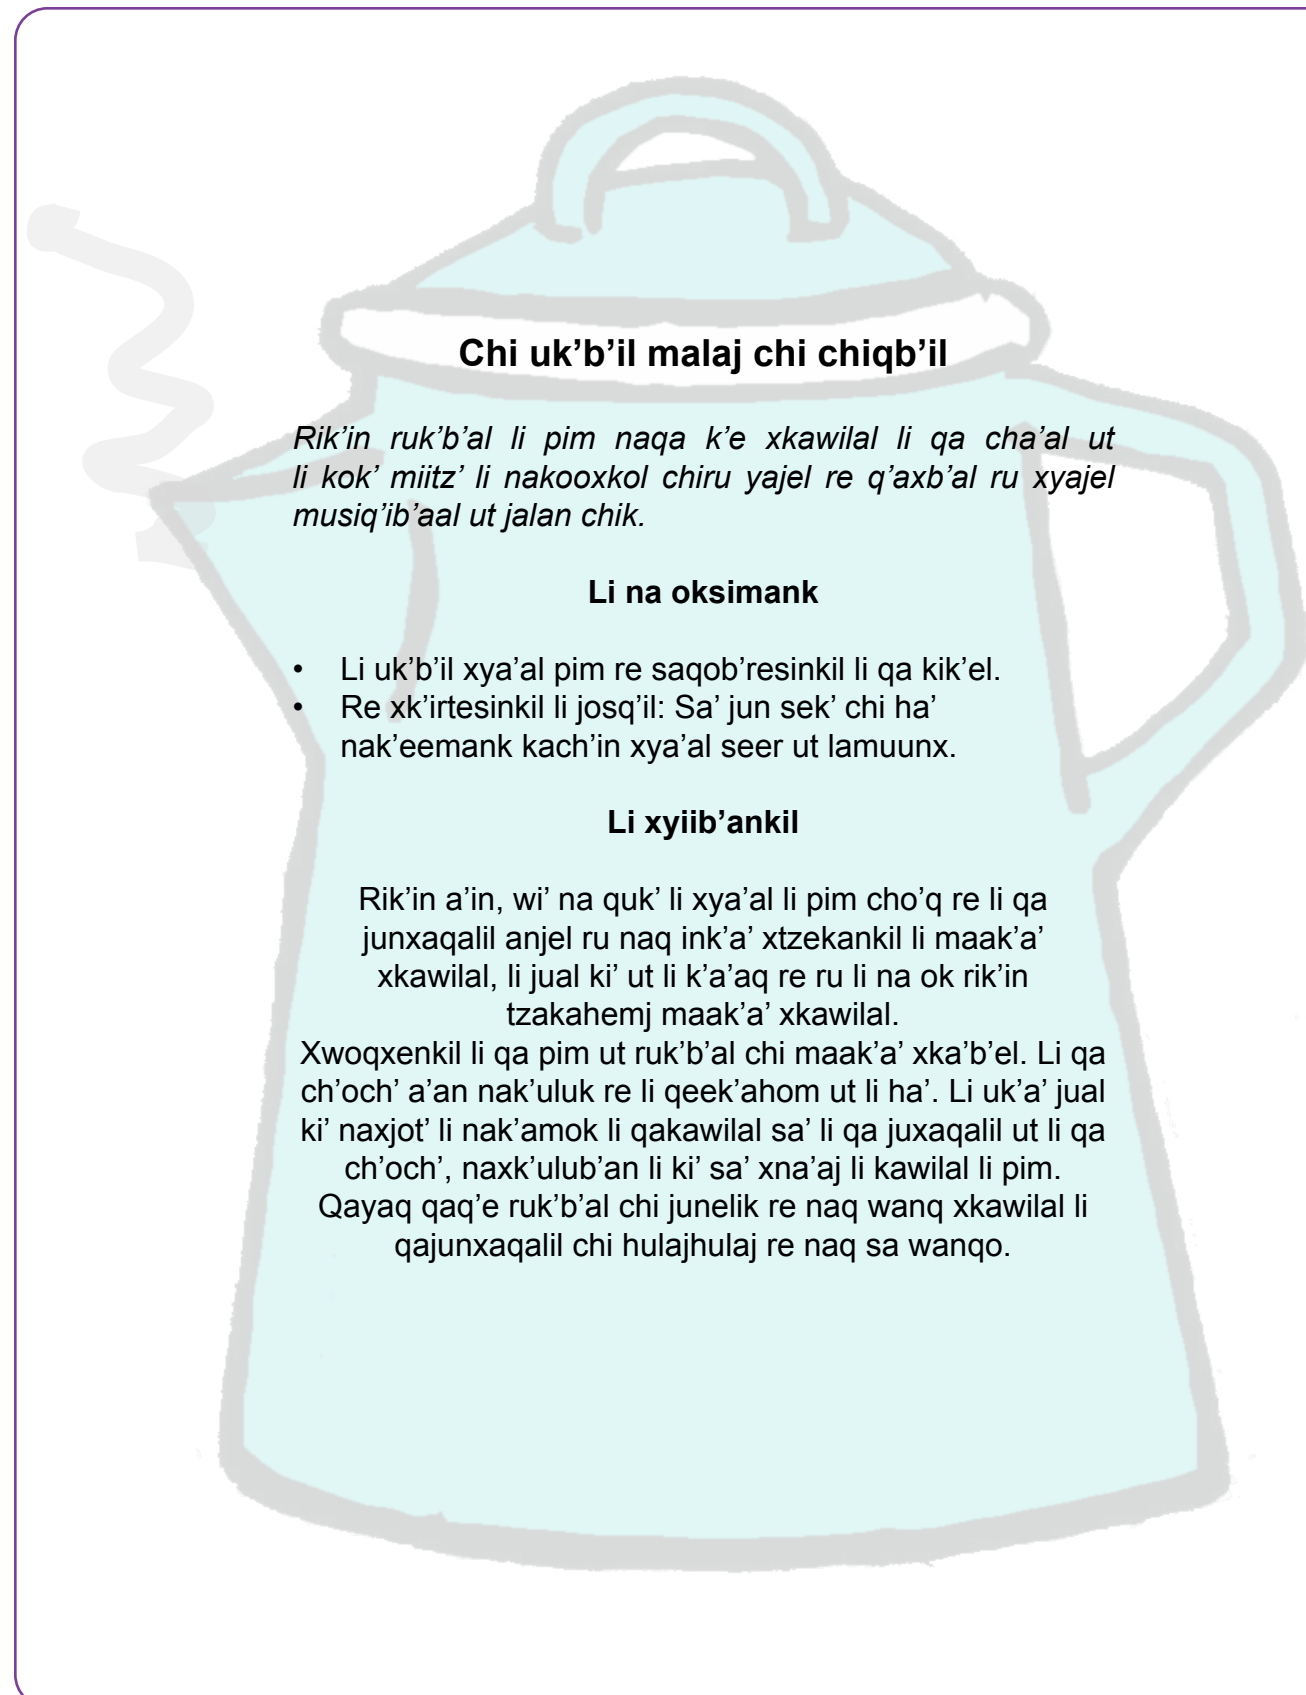 Chi uk’b’il malaj chi chiqb’il
Rik’in ruk’b’al li pim naqa k’e xkawilal li qa cha’al ut
li kok’ miitz’ li nakooxkol chiru yajel re q’axb’al ru xyajel
musiq’ib’aal ut jalan chik.
Li na oksimank
• Li uk’b’il xya’al pim re saqob’resinkil li qa kik’el.
• Re xk’irtesinkil li josq’il: Sa’ jun sek’ chi ha’
nak’eemank kach’in xya’al seer ut lamuunx.
Li xyiib’ankil
Rik’in a’in, wi’ na quk’ li xya’al li pim cho’q re li qa
junxaqalil anjel ru naq ink’a’ xtzekankil li maak’a’
xkawilal, li jual ki’ ut li k’a’aq re ru li na ok rik’in
tzakahemj maak’a’ xkawilal.
Xwoqxenkil li qa pim ut ruk’b’al chi maak’a’ xka’b’el. Li qa
ch’och’ a’an nak’uluk re li qeek’ahom ut li ha’. Li uk’a’ jual
ki’ naxjot’ li nak’amok li qakawilal sa’ li qa juxaqalil ut li qa
ch’och’, naxk’ulub’an li ki’ sa’ xna’aj li kawilal li pim.
Qayaq qaq’e ruk’b’al chi junelik re naq wanq xkawilal li
qajunxaqalil chi hulajhulaj re naq sa wanqo.